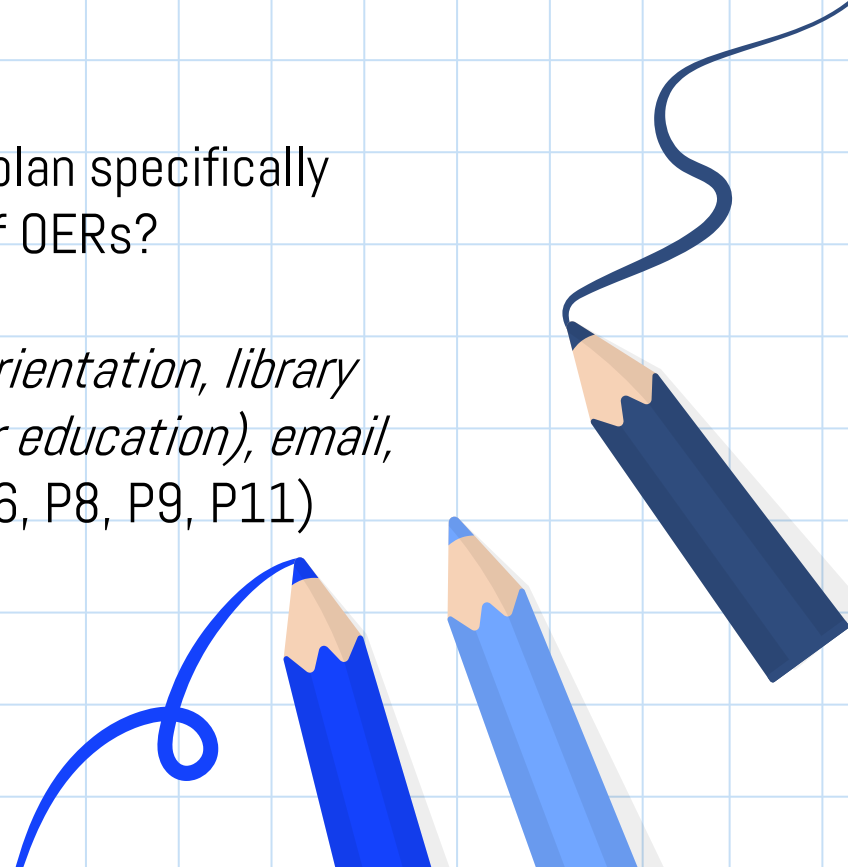 plan specifically
f OERs?
rientation, library
r education), email,
6, P8, P9, P11)